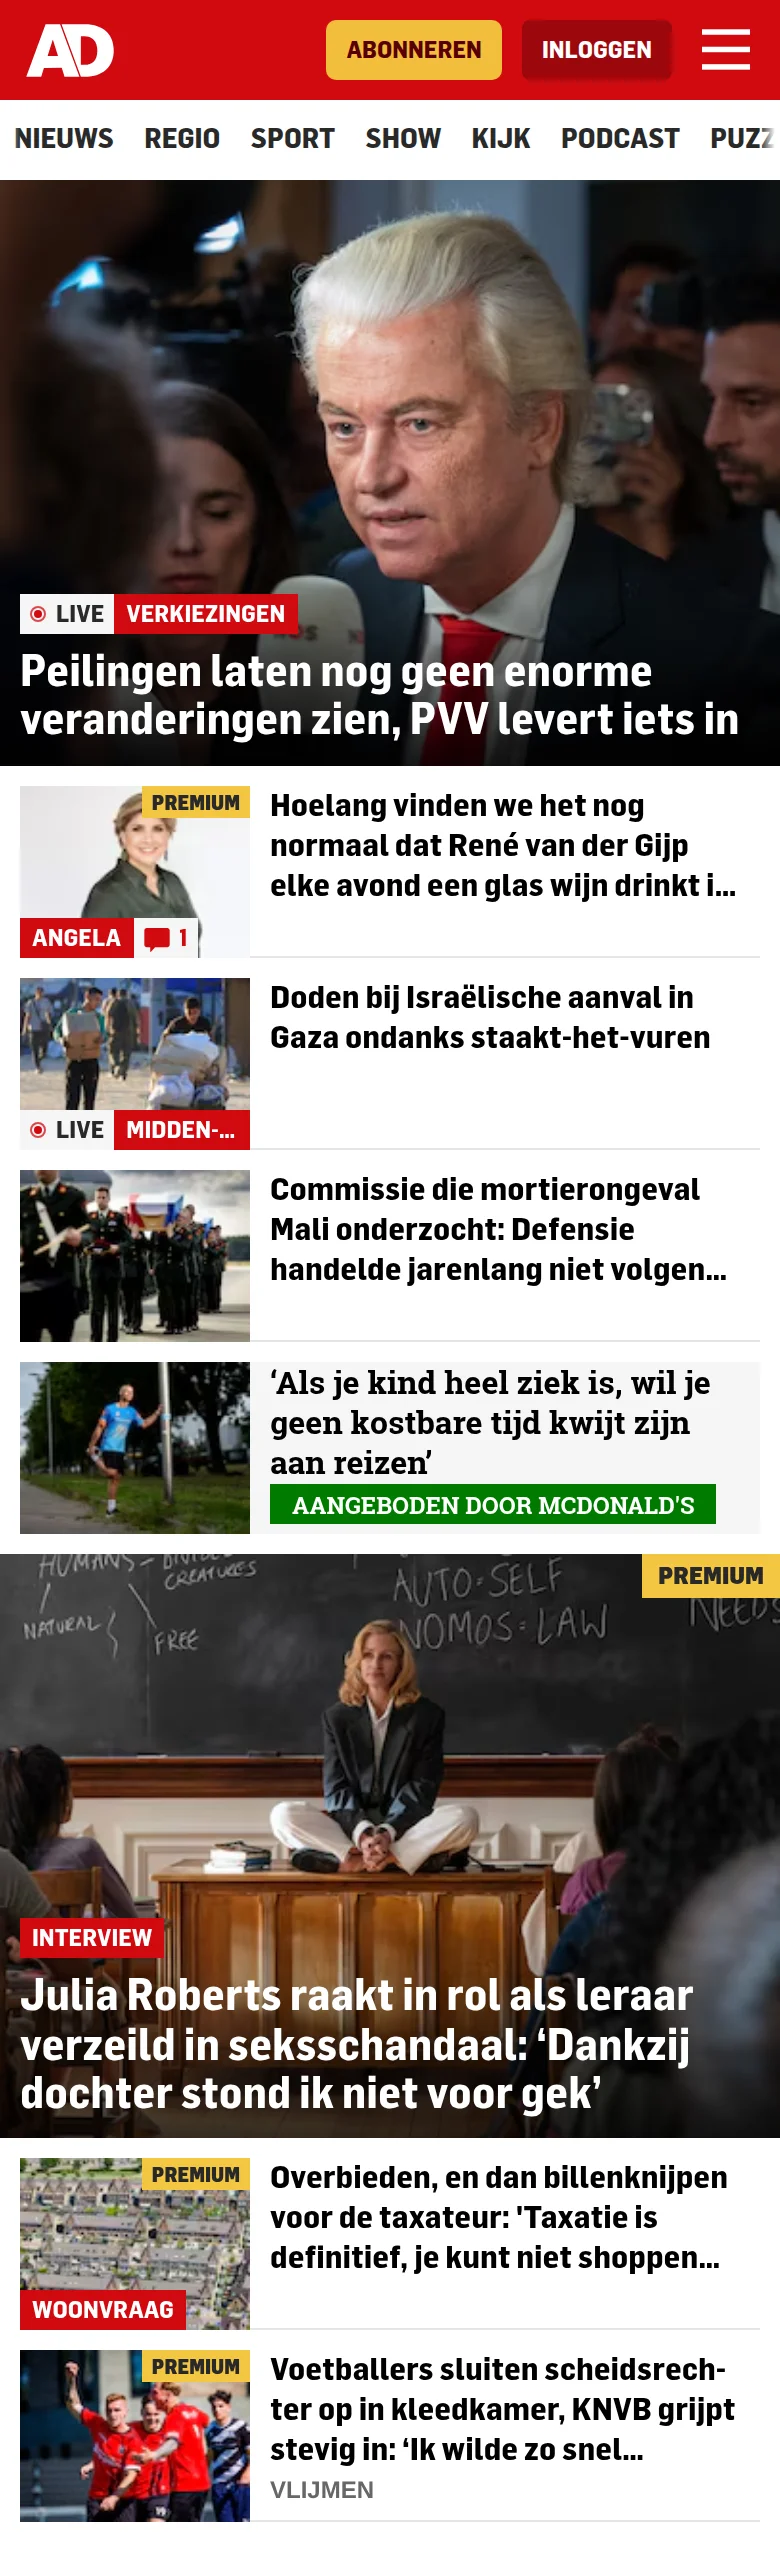 AD
ABONNEREN
INLOGGEN
NIEUWS REGIO SPORT SHOW KIJK PODCAST PUZZ
LIVE VERKIEZINGEN
Peilingen laten nog geen enorme
veranderingen zien, PVV levert iets in
PREMIUM
ANGELA 1
Hoelang vinden we het nog
normaal dat René van der Gijp
elke avond een glas wijn drinkt i...
LIVE MIDDEN-...
Doden bij Israëlische aanval in
Gaza ondanks staakt-het-vuren
Commissie die mortierongeval
Mali onderzocht: Defensie
handelde jarenlang niet volgen...
‘Als je kind heel ziek is, wil je
geen kostbare tijd kwijt zijn
aan reizen’
AANGEBODEN DOOR MCDONALD'S
PREMIUM
HUMANS -
CREATURES
NATURAL
FREE
AUTO = SELF
NOMOS = LAW
NEEDS
INTERVIEW
Julia Roberts raakt in rol als leraar
verzeild in seksschandaal: ‘Dankzij
dochter stond ik niet voor gek’
PREMIUM
WOONVRAAG
Overbieden, en dan billenknijpen
voor de taxateur: 'Taxatie is
definitief, je kunt niet shoppen...
PREMIUM
Voetballers sluiten scheidsrech-
ter op in kleedkamer, KNVB grijpt
stevig in: ‘Ik wilde zo snel...
VLIJMEN